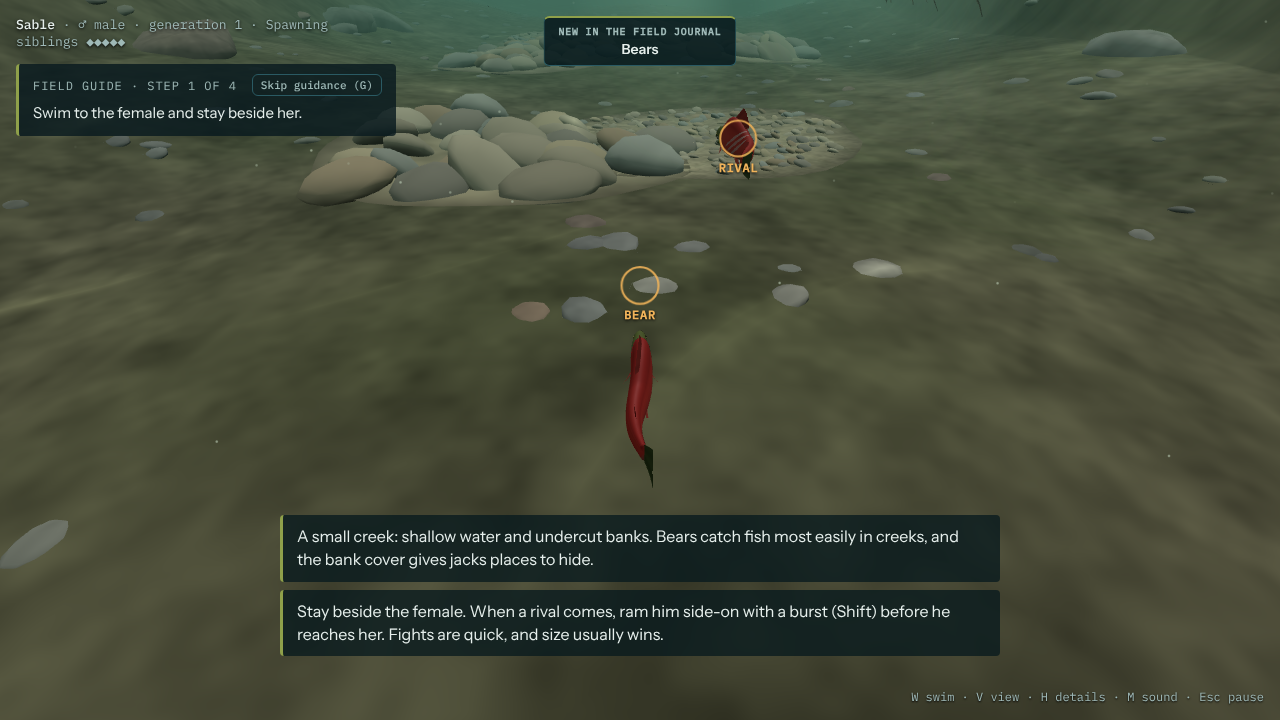 Sable · ♂ male · generation 1 · Spawning
siblings ◆◆◆◆◆
FIELD GUIDE · STEP 1 OF 4
Skip guidance (G)
Swim to the female and stay beside her.
NEW IN THE FIELD JOURNAL
Bears
RIVAL
BEAR
A small creek: shallow water and undercut banks. Bears catch fish most easily in creeks, and
the bank cover gives jacks places to hide.
Stay beside the female. When a rival comes, ram him side-on with a burst (Shift) before he
reaches her. Fights are quick, and size usually wins.
W swim · V view · H details · M sound · Esc pause